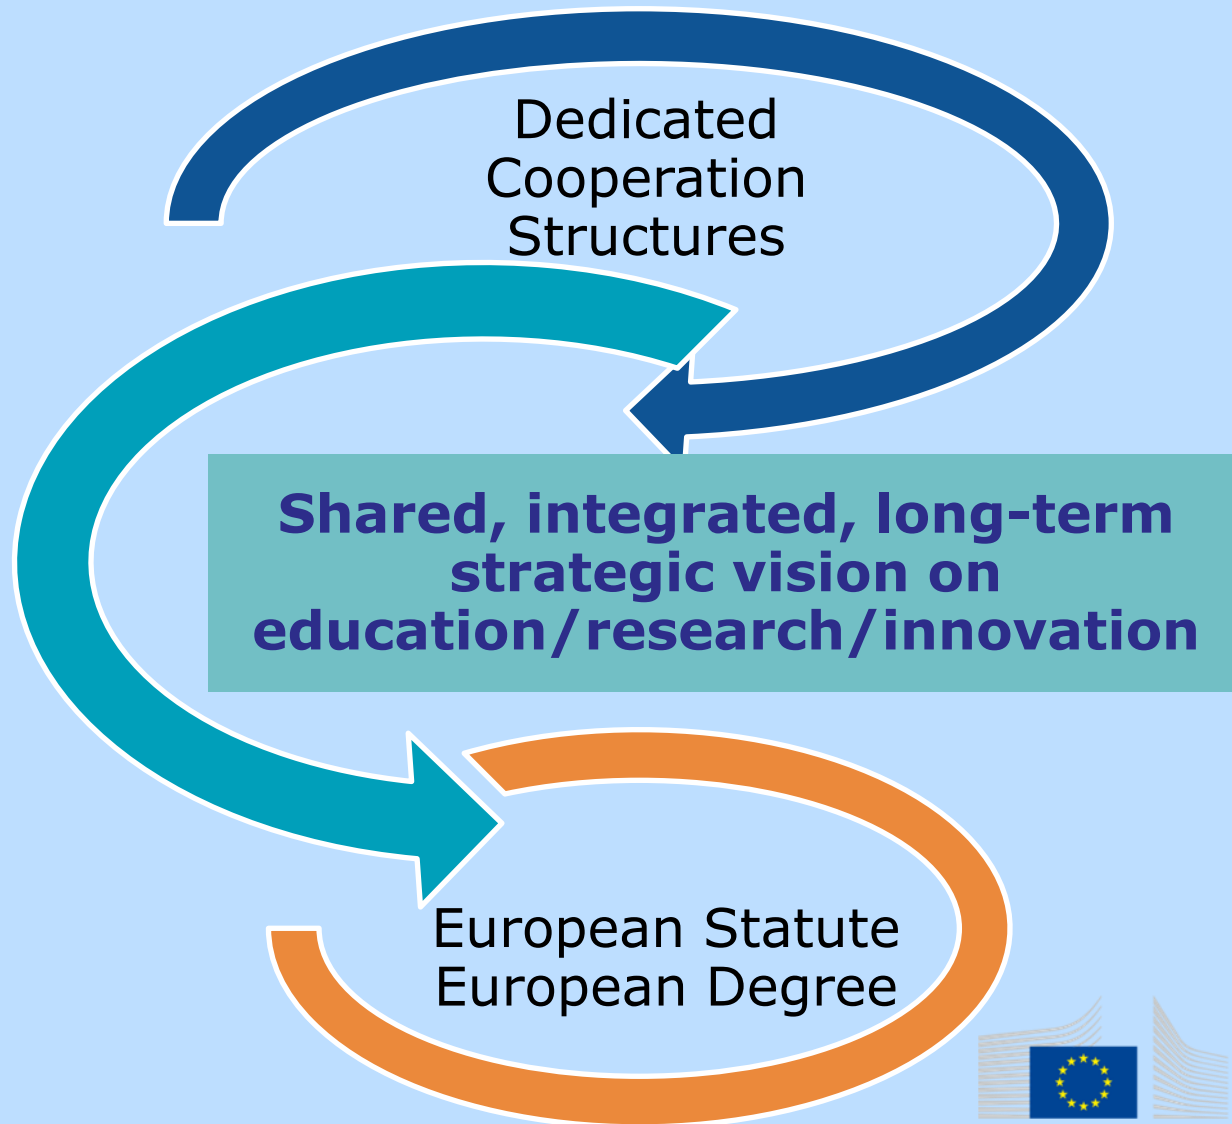 Dedicated
Cooperation
Structures
Shared, integrated, long-term
strategic vision on
education/research/innovation
European Statute
European Degree